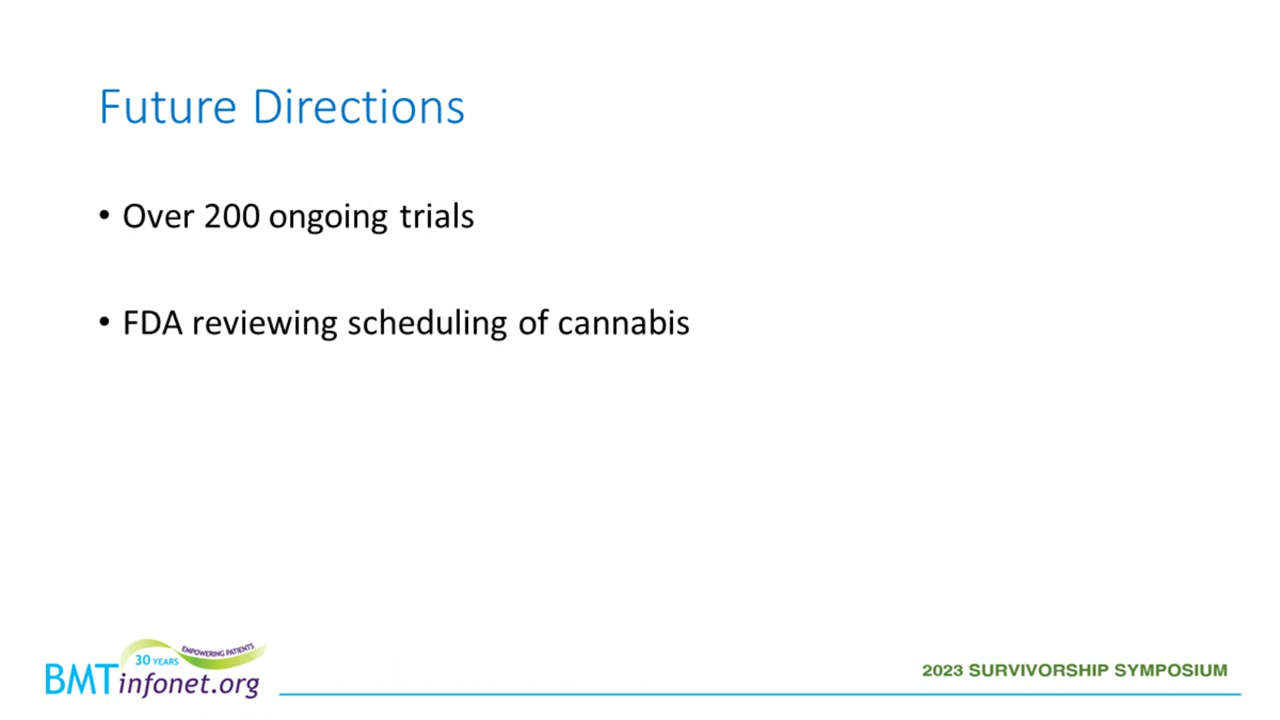 Future Directions
• Over 200 ongoing trials
• FDA reviewing scheduling of cannabis
30 YEARS
EMPOWERING PATIENTS
BMTinfonet.org
2023 SURVIVORSHIP SYMPOSIUM